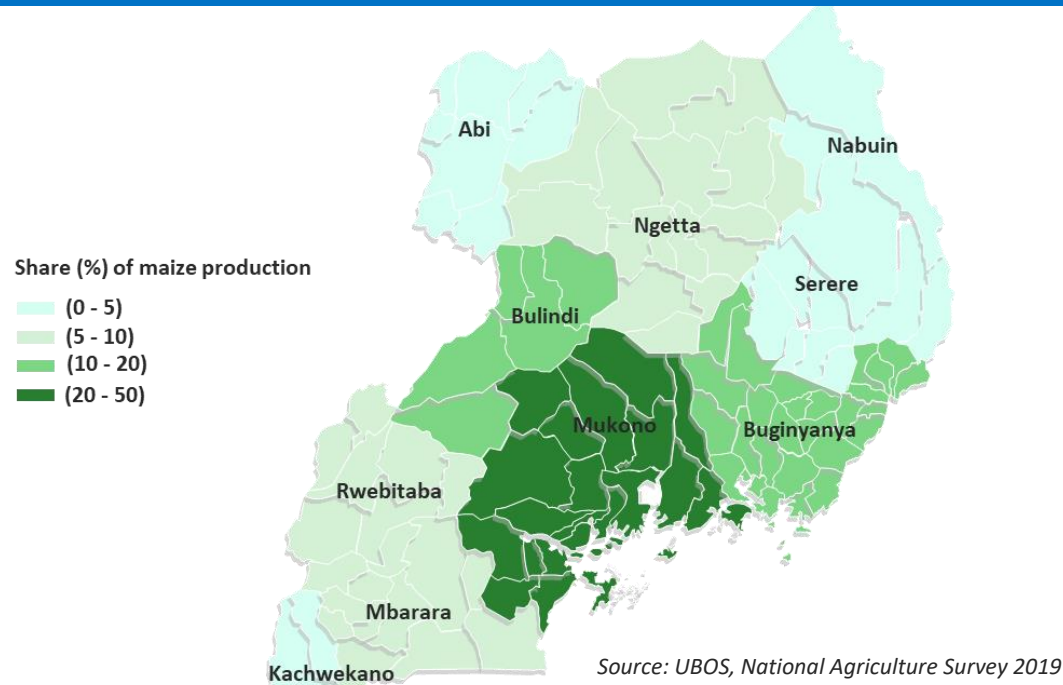 Abi
Nabuin
Ngetta
Share (%) of maize production
(0 - 5)
(5 - 10)
(10 - 20)
(20 - 50)
Serere
Bulindi
Mukono
Buginyanya
Rwebitaba
Mbarara
Kachwekano
Source: UBOS, National Agriculture Survey 2019